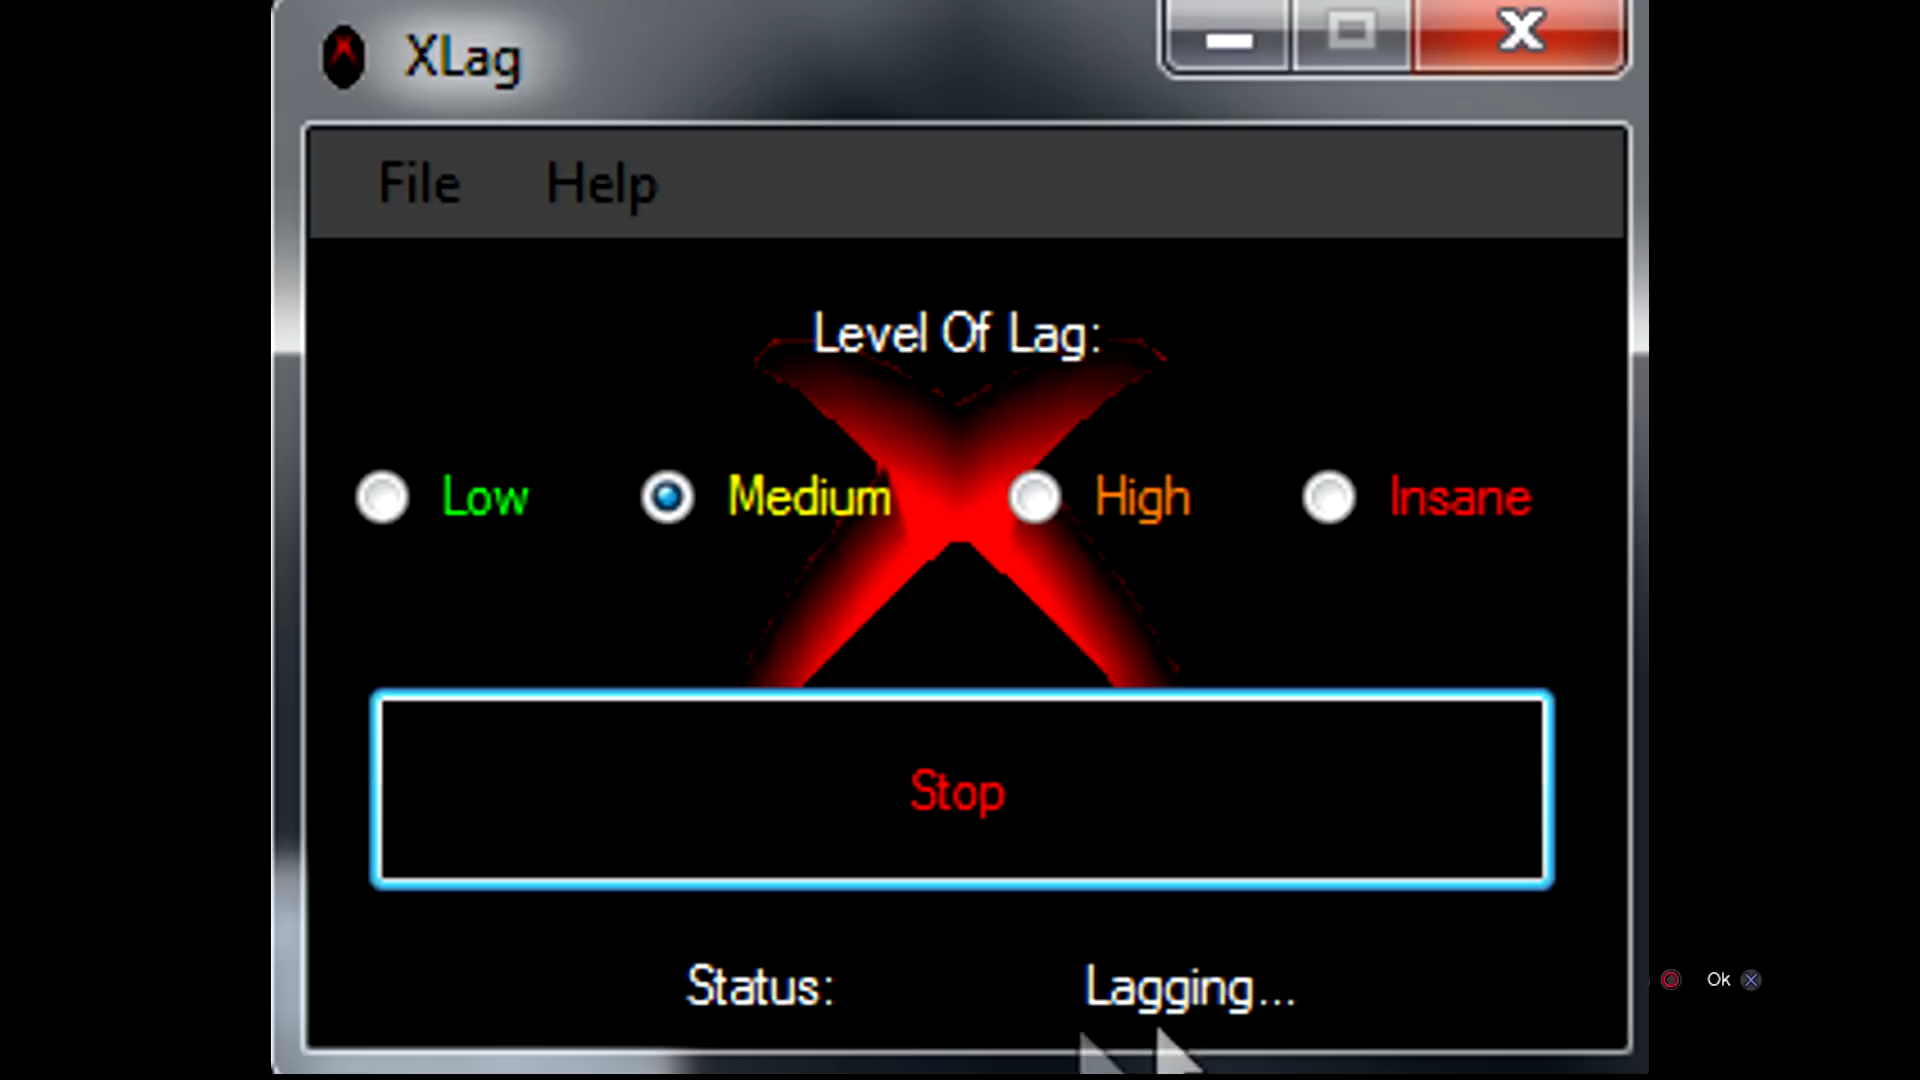 XLag
File Help
Level Of Lag:
Low Medium High Insane
Stop
Status: Lagging...
Ok